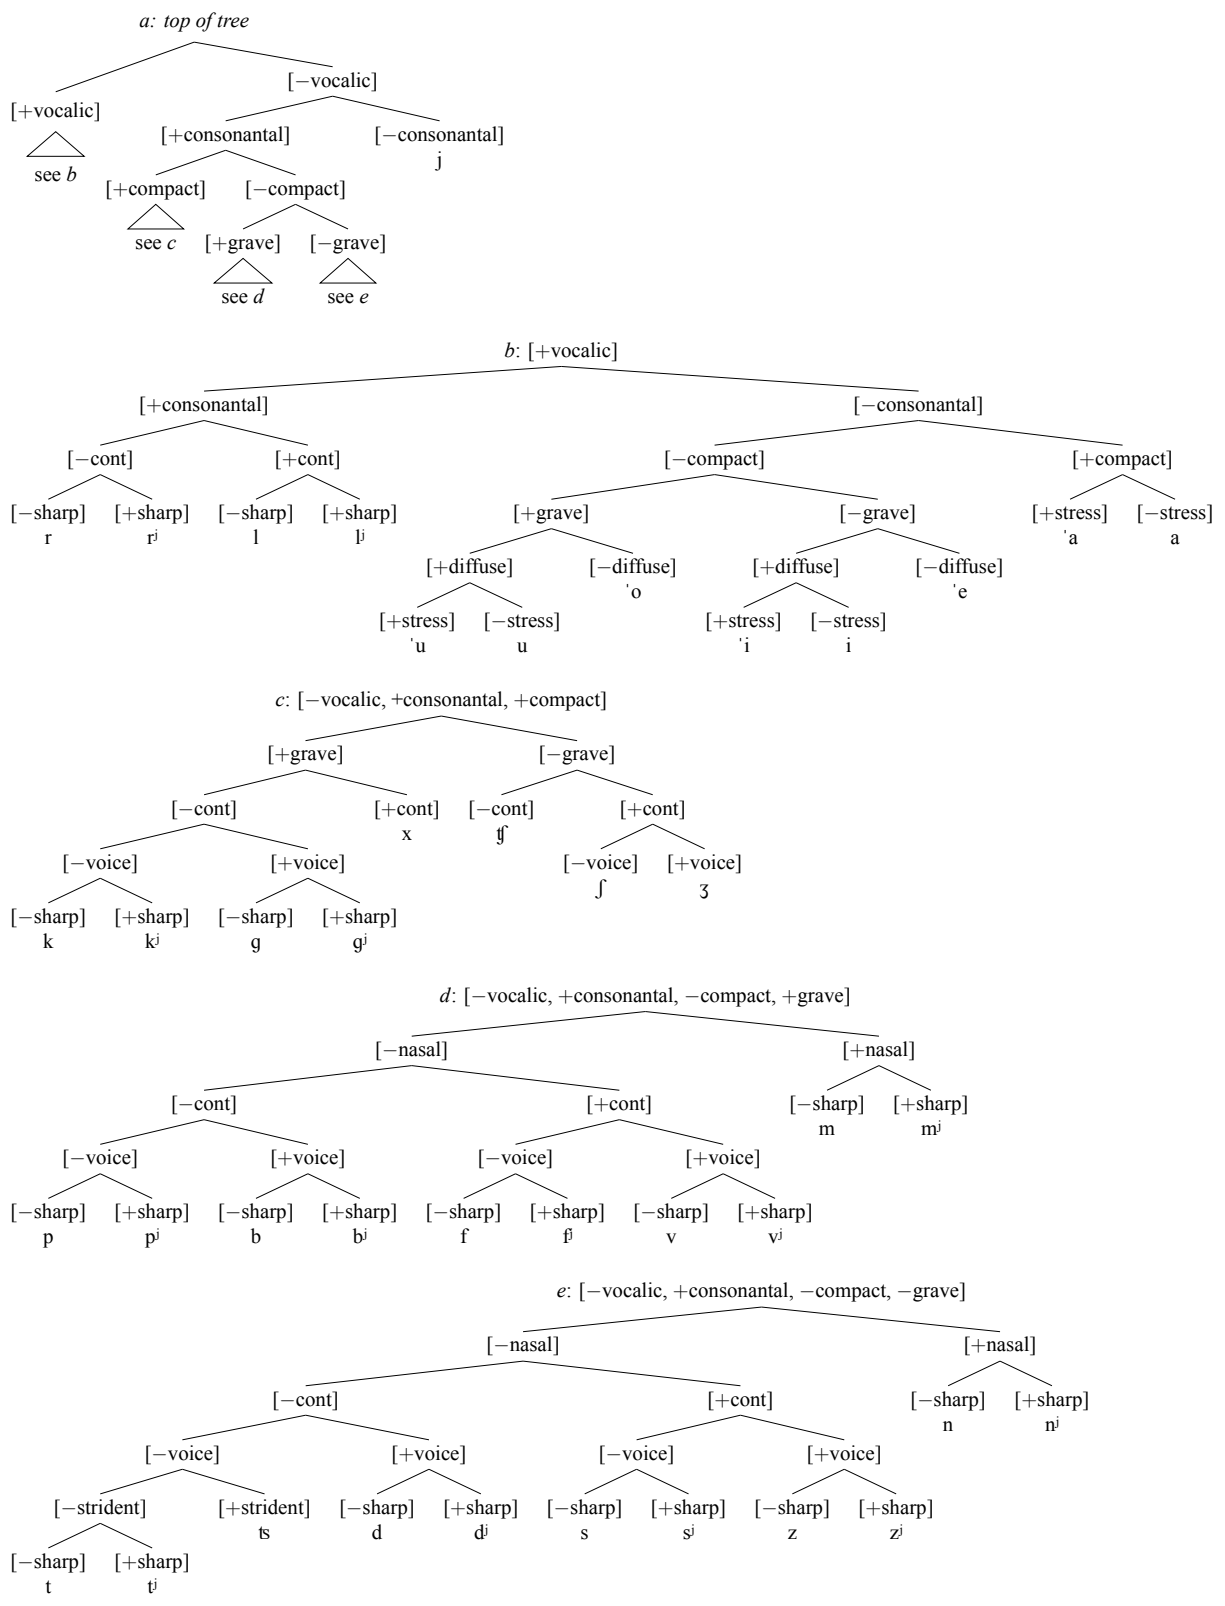 a: top of tree
[−vocalic]
[+vocalic]
[+consonantal] [−consonantal]
j
see b
[+compact] [−compact]
see c [+grave] [−grave]
see d see e
b: [+vocalic]
[+consonantal] [−consonantal]
[−cont] [+cont] [−compact] [+compact]
[−sharp] [+sharp] [−sharp] [+sharp] [+grave] [−grave] [+stress] [−stress]
r rʲ l lʲ ˈa a
[+diffuse] [−diffuse] [+diffuse] [−diffuse]
ˈo ˈe
[+stress] [−stress] [+stress] [−stress]
ˈu u ˈi i
c: [−vocalic, +consonantal, +compact]
[+grave] [−grave]
[−cont] [+cont] [−cont] [+cont]
x ʧ
[−voice] [+voice] [−voice] [+voice]
ʃ ʒ
[−sharp] [+sharp] [−sharp] [+sharp]
k kʲ ɡ ɡʲ
d: [−vocalic, +consonantal, −compact, +grave]
[−nasal] [+nasal]
[−cont] [+cont] [−sharp] [+sharp]
m mʲ
[−voice] [+voice] [−voice] [+voice]
[−sharp] [+sharp] [−sharp] [+sharp] [−sharp] [+sharp] [−sharp] [+sharp]
p pʲ b bʲ f fʲ v vʲ
e: [−vocalic, +consonantal, −compact, −grave]
[−nasal] [+nasal]
[−cont] [+cont] [−sharp] [+sharp]
n nʲ
[−voice] [+voice] [−voice] [+voice]
[−strident] [+strident] [−sharp] [+sharp] [−sharp] [+sharp] [−sharp] [+sharp]
ʦ d dʲ s sʲ z zʲ
[−sharp] [+sharp]
t tʲ